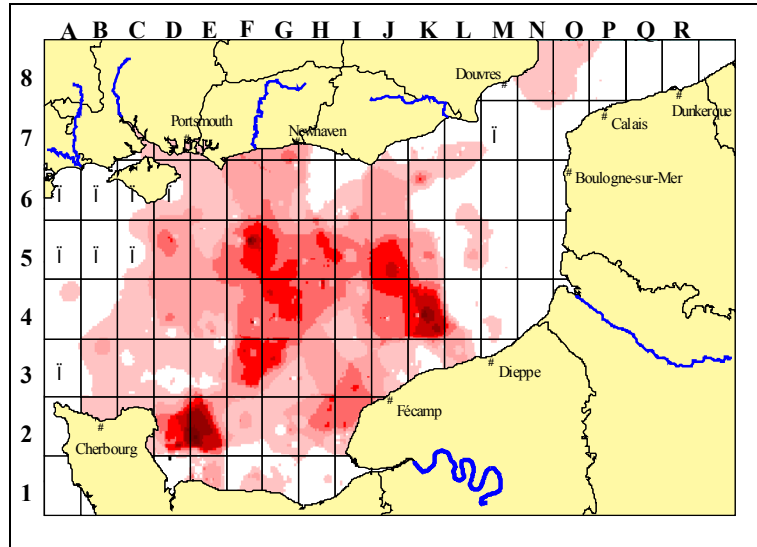 A B C D E F G H I J K L M N O P Q R
8
Douvres
#
Portsmouth
#
Newhaven
#
Calais
#
Dunkerque
#
7
Ï
Boulogne-sur-Mer
#
6
Ï Ï Ï Ï
5
Ï Ï Ï
4
3
Ï
Dieppe
#
Fécamp
#
2
Cherbourg
#
1